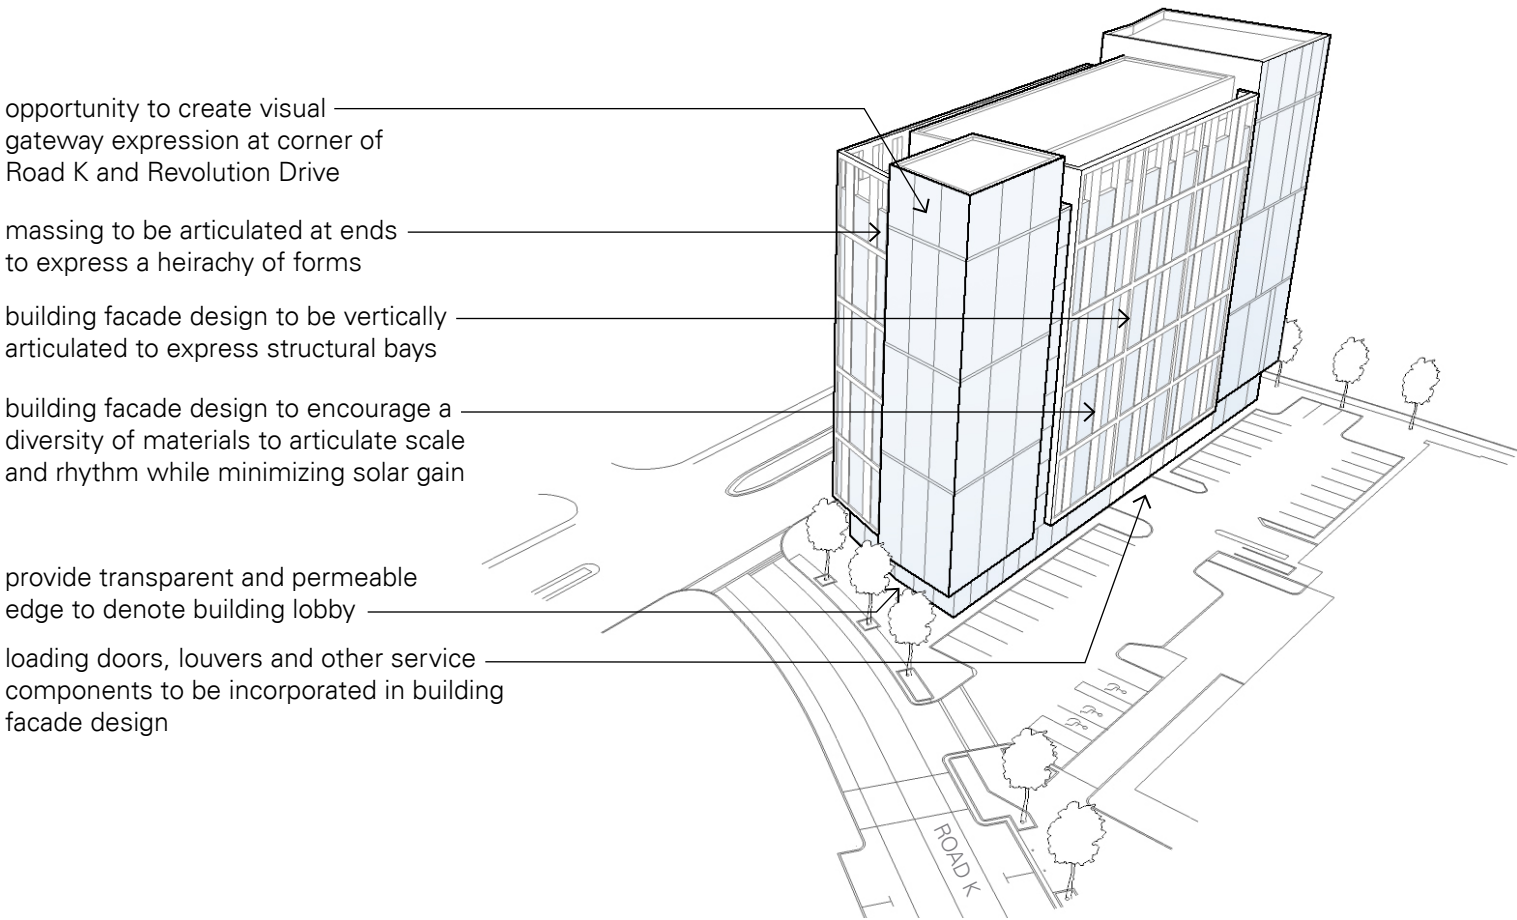 opportunity to create visual
gateway expression at corner of
Road K and Revolution Drive
massing to be articulated at ends
to express a heirachy of forms
building facade design to be vertically
articulated to express structural bays
building facade design to encourage a
diversity of materials to articulate scale
and rhythm while minimizing solar gain
provide transparent and permeable
edge to denote building lobby
loading doors, louvers and other service
components to be incorporated in building
facade design
ROAD K